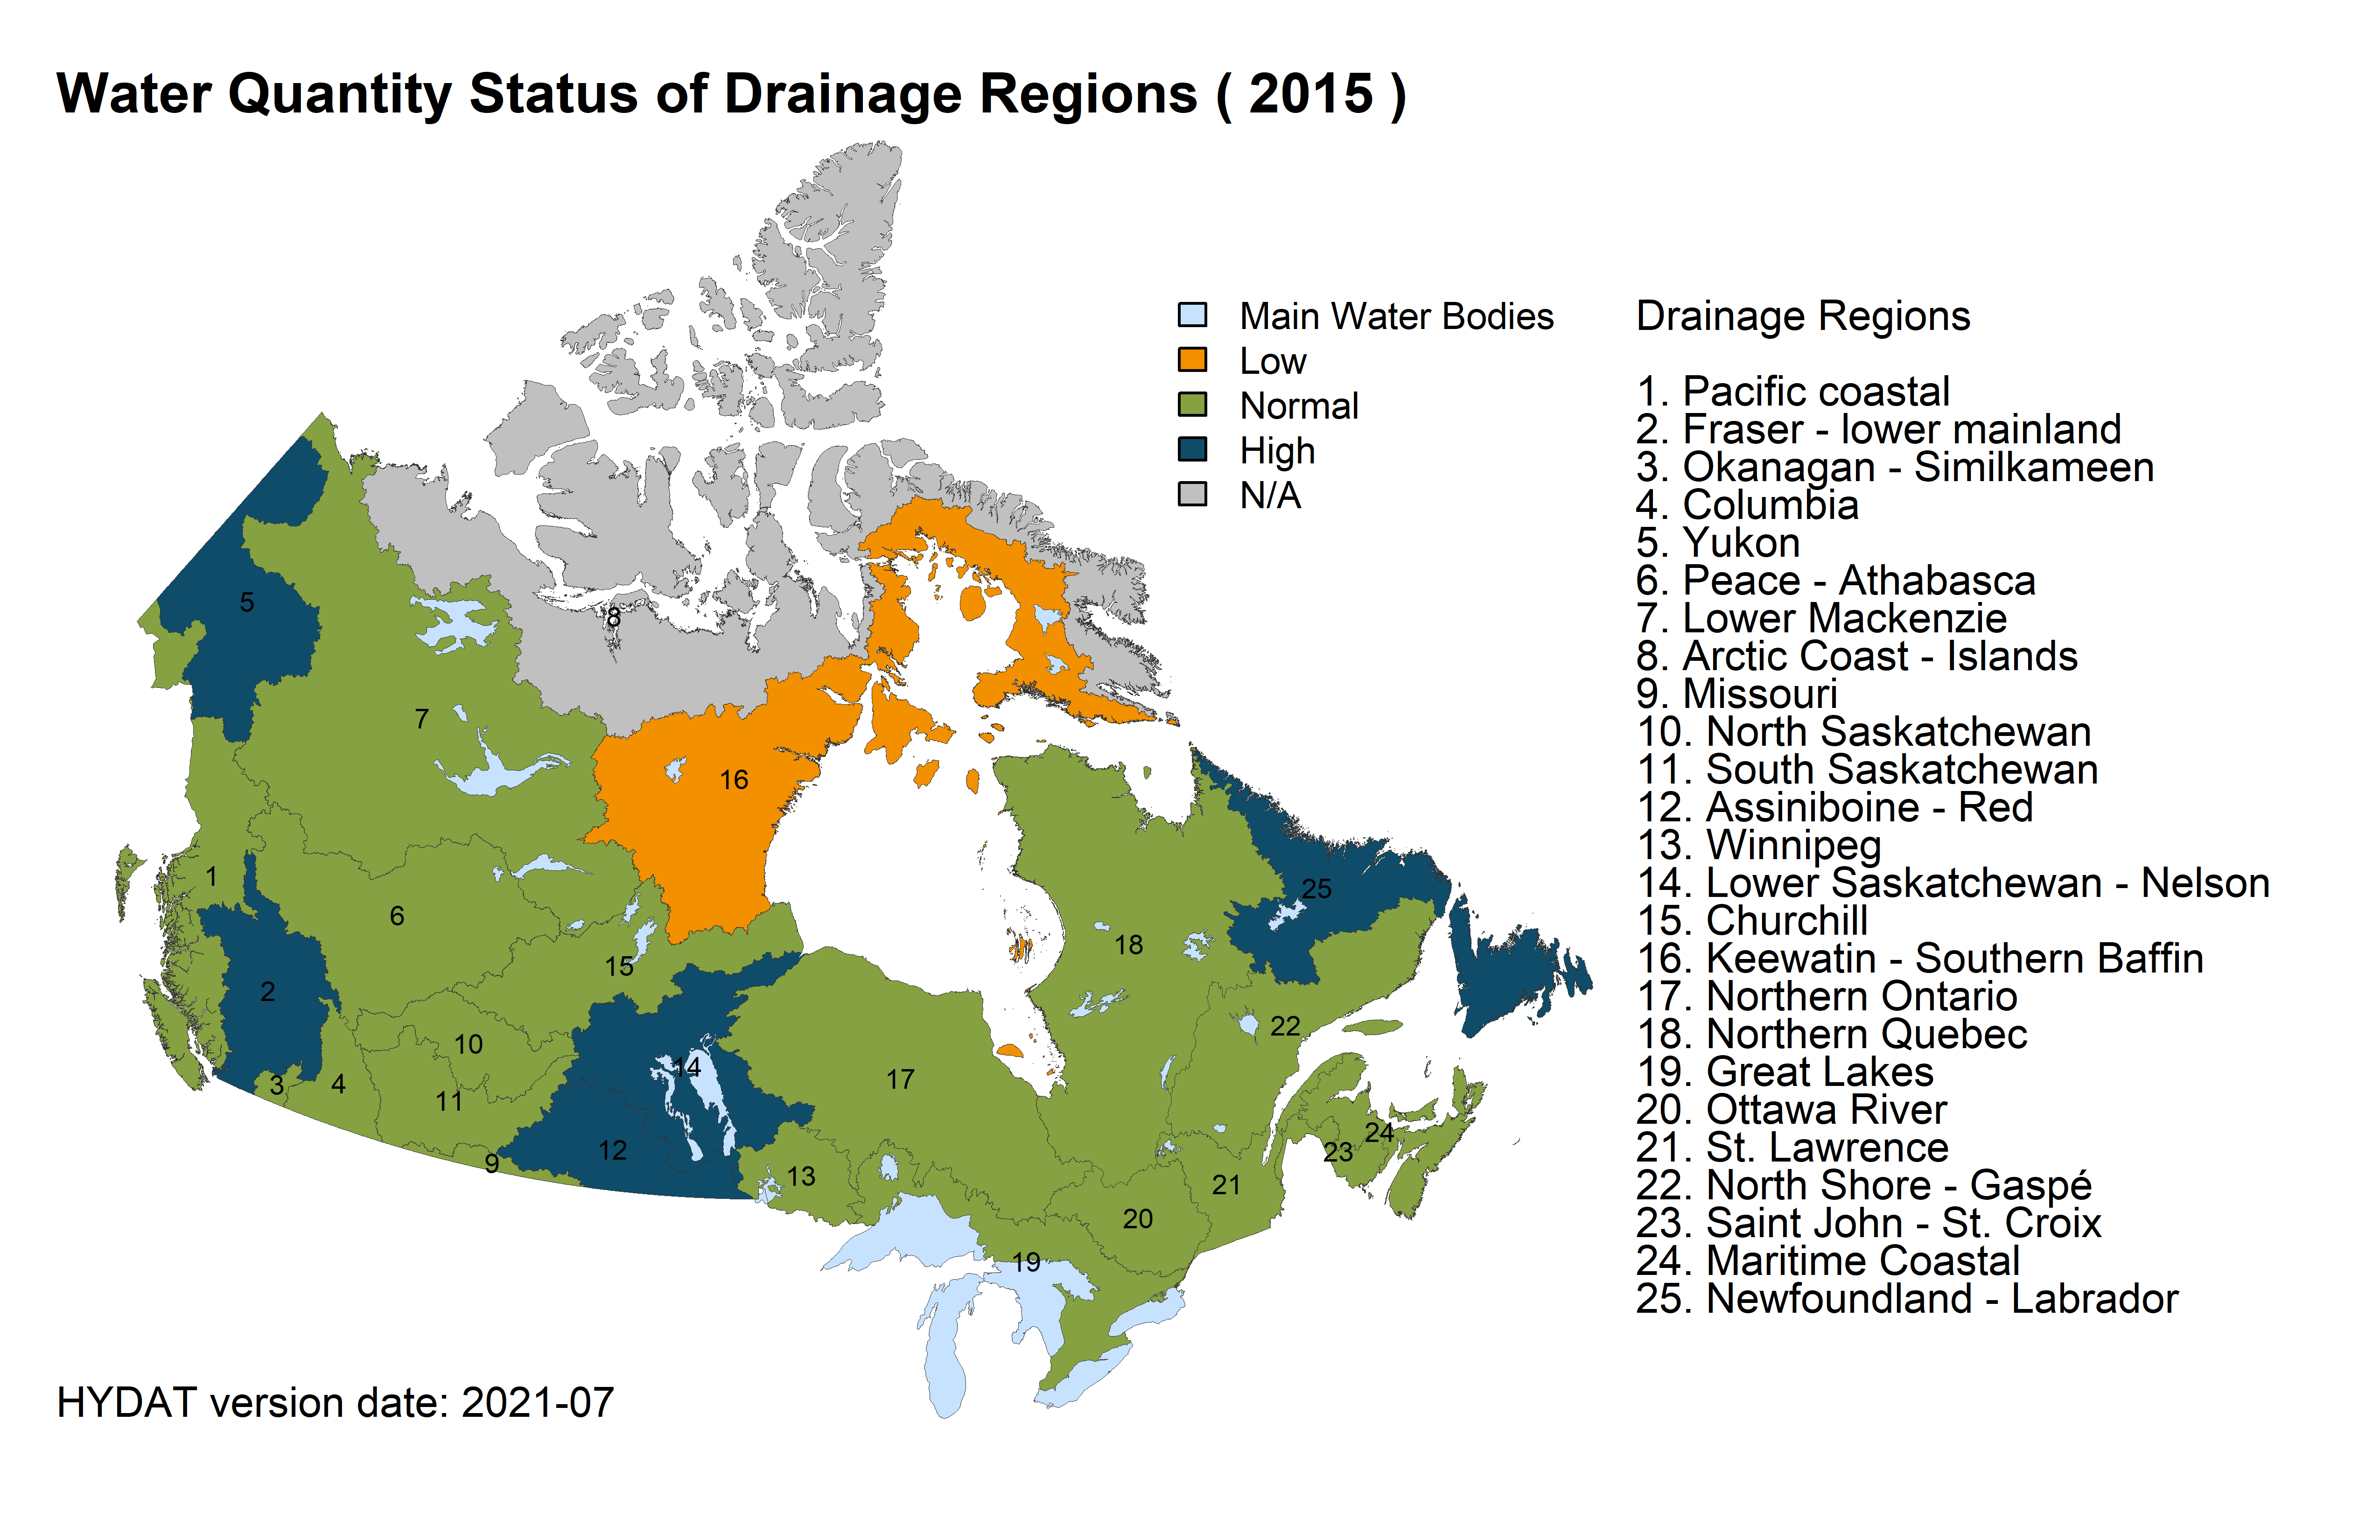 Water Quantity Status of Drainage Regions ( 2015 )
Main Water Bodies
Low
Normal
High
N/A
Drainage Regions
1. Pacific coastal
2. Fraser - lower mainland
3. Okanagan - Similkameen
4. Columbia
5. Yukon
6. Peace - Athabasca
7. Lower Mackenzie
8. Arctic Coast - Islands
9. Missouri
10. North Saskatchewan
11. South Saskatchewan
12. Assiniboine - Red
13. Winnipeg
14. Lower Saskatchewan - Nelson
15. Churchill
16. Keewatin - Southern Baffin
17. Northern Ontario
18. Northern Quebec
19. Great Lakes
20. Ottawa River
21. St. Lawrence
22. North Shore - Gaspé
23. Saint John - St. Croix
24. Maritime Coastal
25. Newfoundland - Labrador
5
8
7
16
1
25
6
18
15
2
22
10
14
3
4
11
17
12
24
23
9
13
21
20
19
HYDAT version date: 2021-07